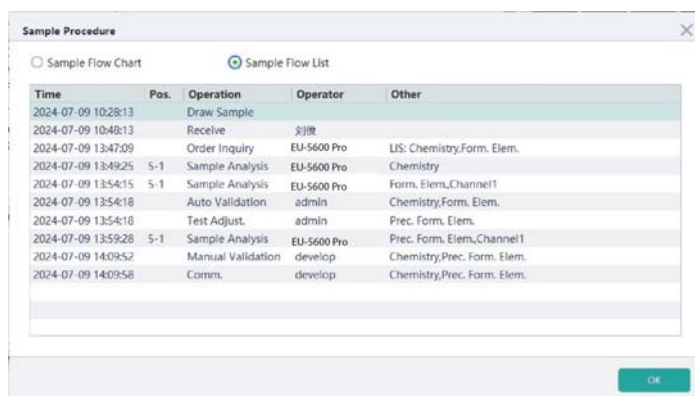 Sample Procedure
Sample Flow Chart Sample Flow List
Time Pos. Operation Operator Other
2024-07-09 10:28:13 Draw Sample
2024-07-09 10:48:13 Receive 刘俊
2024-07-09 13:47:09 Order Inquiry EU-5600 Pro LIS: Chemistry,Form. Elem.
2024-07-09 13:49:25 5-1 Sample Analysis EU-5600 Pro Chemistry
2024-07-09 13:54:15 5-1 Sample Analysis EU-5600 Pro Form. Elem.,Channel1
2024-07-09 13:54:18 Auto Validation admin Chemistry,Form. Elem.
2024-07-09 13:54:18 Test Adjust. admin Prec. Form. Elem.
2024-07-09 13:59:28 5-1 Sample Analysis EU-5600 Pro Prec. Form. Elem.,Channel1
2024-07-09 14:09:52 Manual Validation develop Chemistry,Prec. Form. Elem.
2024-07-09 14:09:58 Comm. develop Chemistry,Prec. Form. Elem.
OK